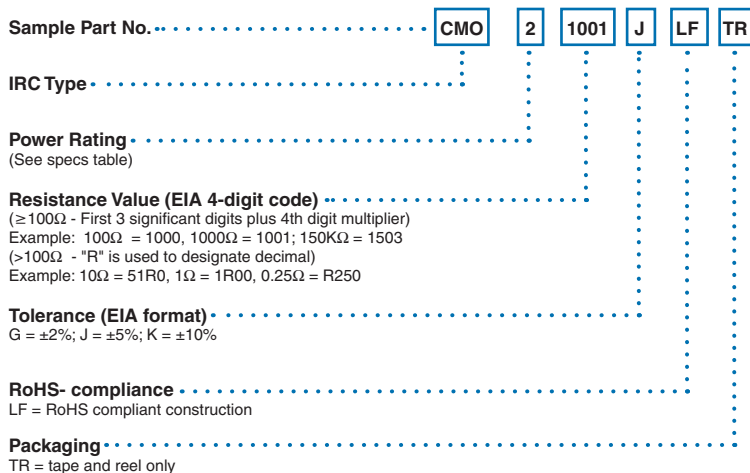 Sample Part No. CMO 2 1001 J LF TR
IRC Type
Power Rating
(See specs table)
Resistance Value (EIA 4-digit code)
(≥100Ω - First 3 significant digits plus 4th digit multiplier)
Example: 100Ω = 1000, 1000Ω = 1001; 150KΩ = 1503
(>100Ω - "R" is used to designate decimal)
Example: 10Ω = 51R0, 1Ω = 1R00, 0.25Ω = R250
Tolerance (EIA format)
G = ±2%; J = ±5%; K = ±10%
RoHS- compliance
LF = RoHS compliant construction
Packaging
TR = tape and reel only